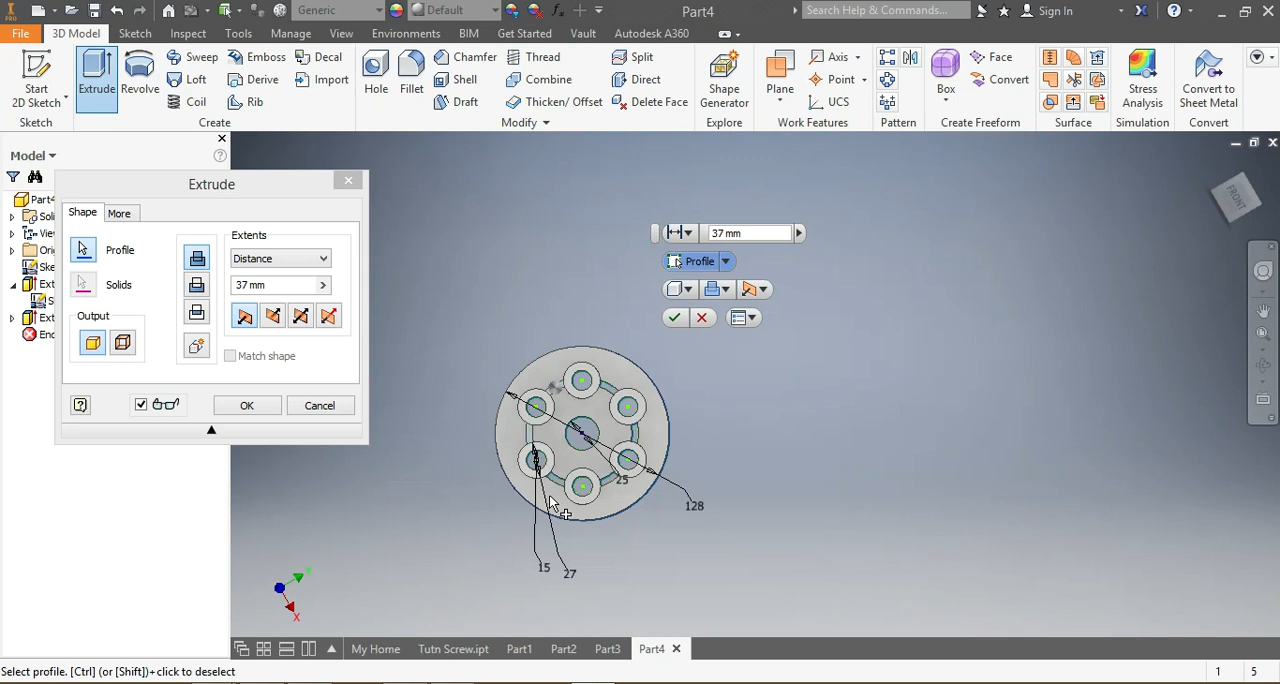 PRO
Generic
Default
Part4
Search Help & Commands...
Sign In
File
3D Model
Sketch
Inspect
Tools
Manage
View
Environments
BIM
Get Started
Vault
Autodesk A360
Start
2D Sketch
Extrude
Revolve
Sweep
Loft
Coil
Emboss
Derive
Rib
Decal
Import
Hole
Fillet
Chamfer
Shell
Draft
Thread
Combine
Thicken/ Offset
Split
Direct
Delete Face
Shape
Generator
Plane
Axis
Point
UCS
Box
Face
Convert
Stress
Analysis
Convert to
Sheet Metal
Sketch
Create
Modify
Explore
Work Features
Pattern
Create Freeform
Surface
Simulation
Convert
Model
Part4
Extrude
Shape
More
Profile
Solids
Output
Extents
Distance
37 mm
Match shape
OK
Cancel
37 mm
Profile
FRONT
25
128
15
27
X
My Home
Tutn Screw.ipt
Part1
Part2
Part3
Part4
Select profile. [Ctrl] (or [Shift])+ click to deselect
1
5